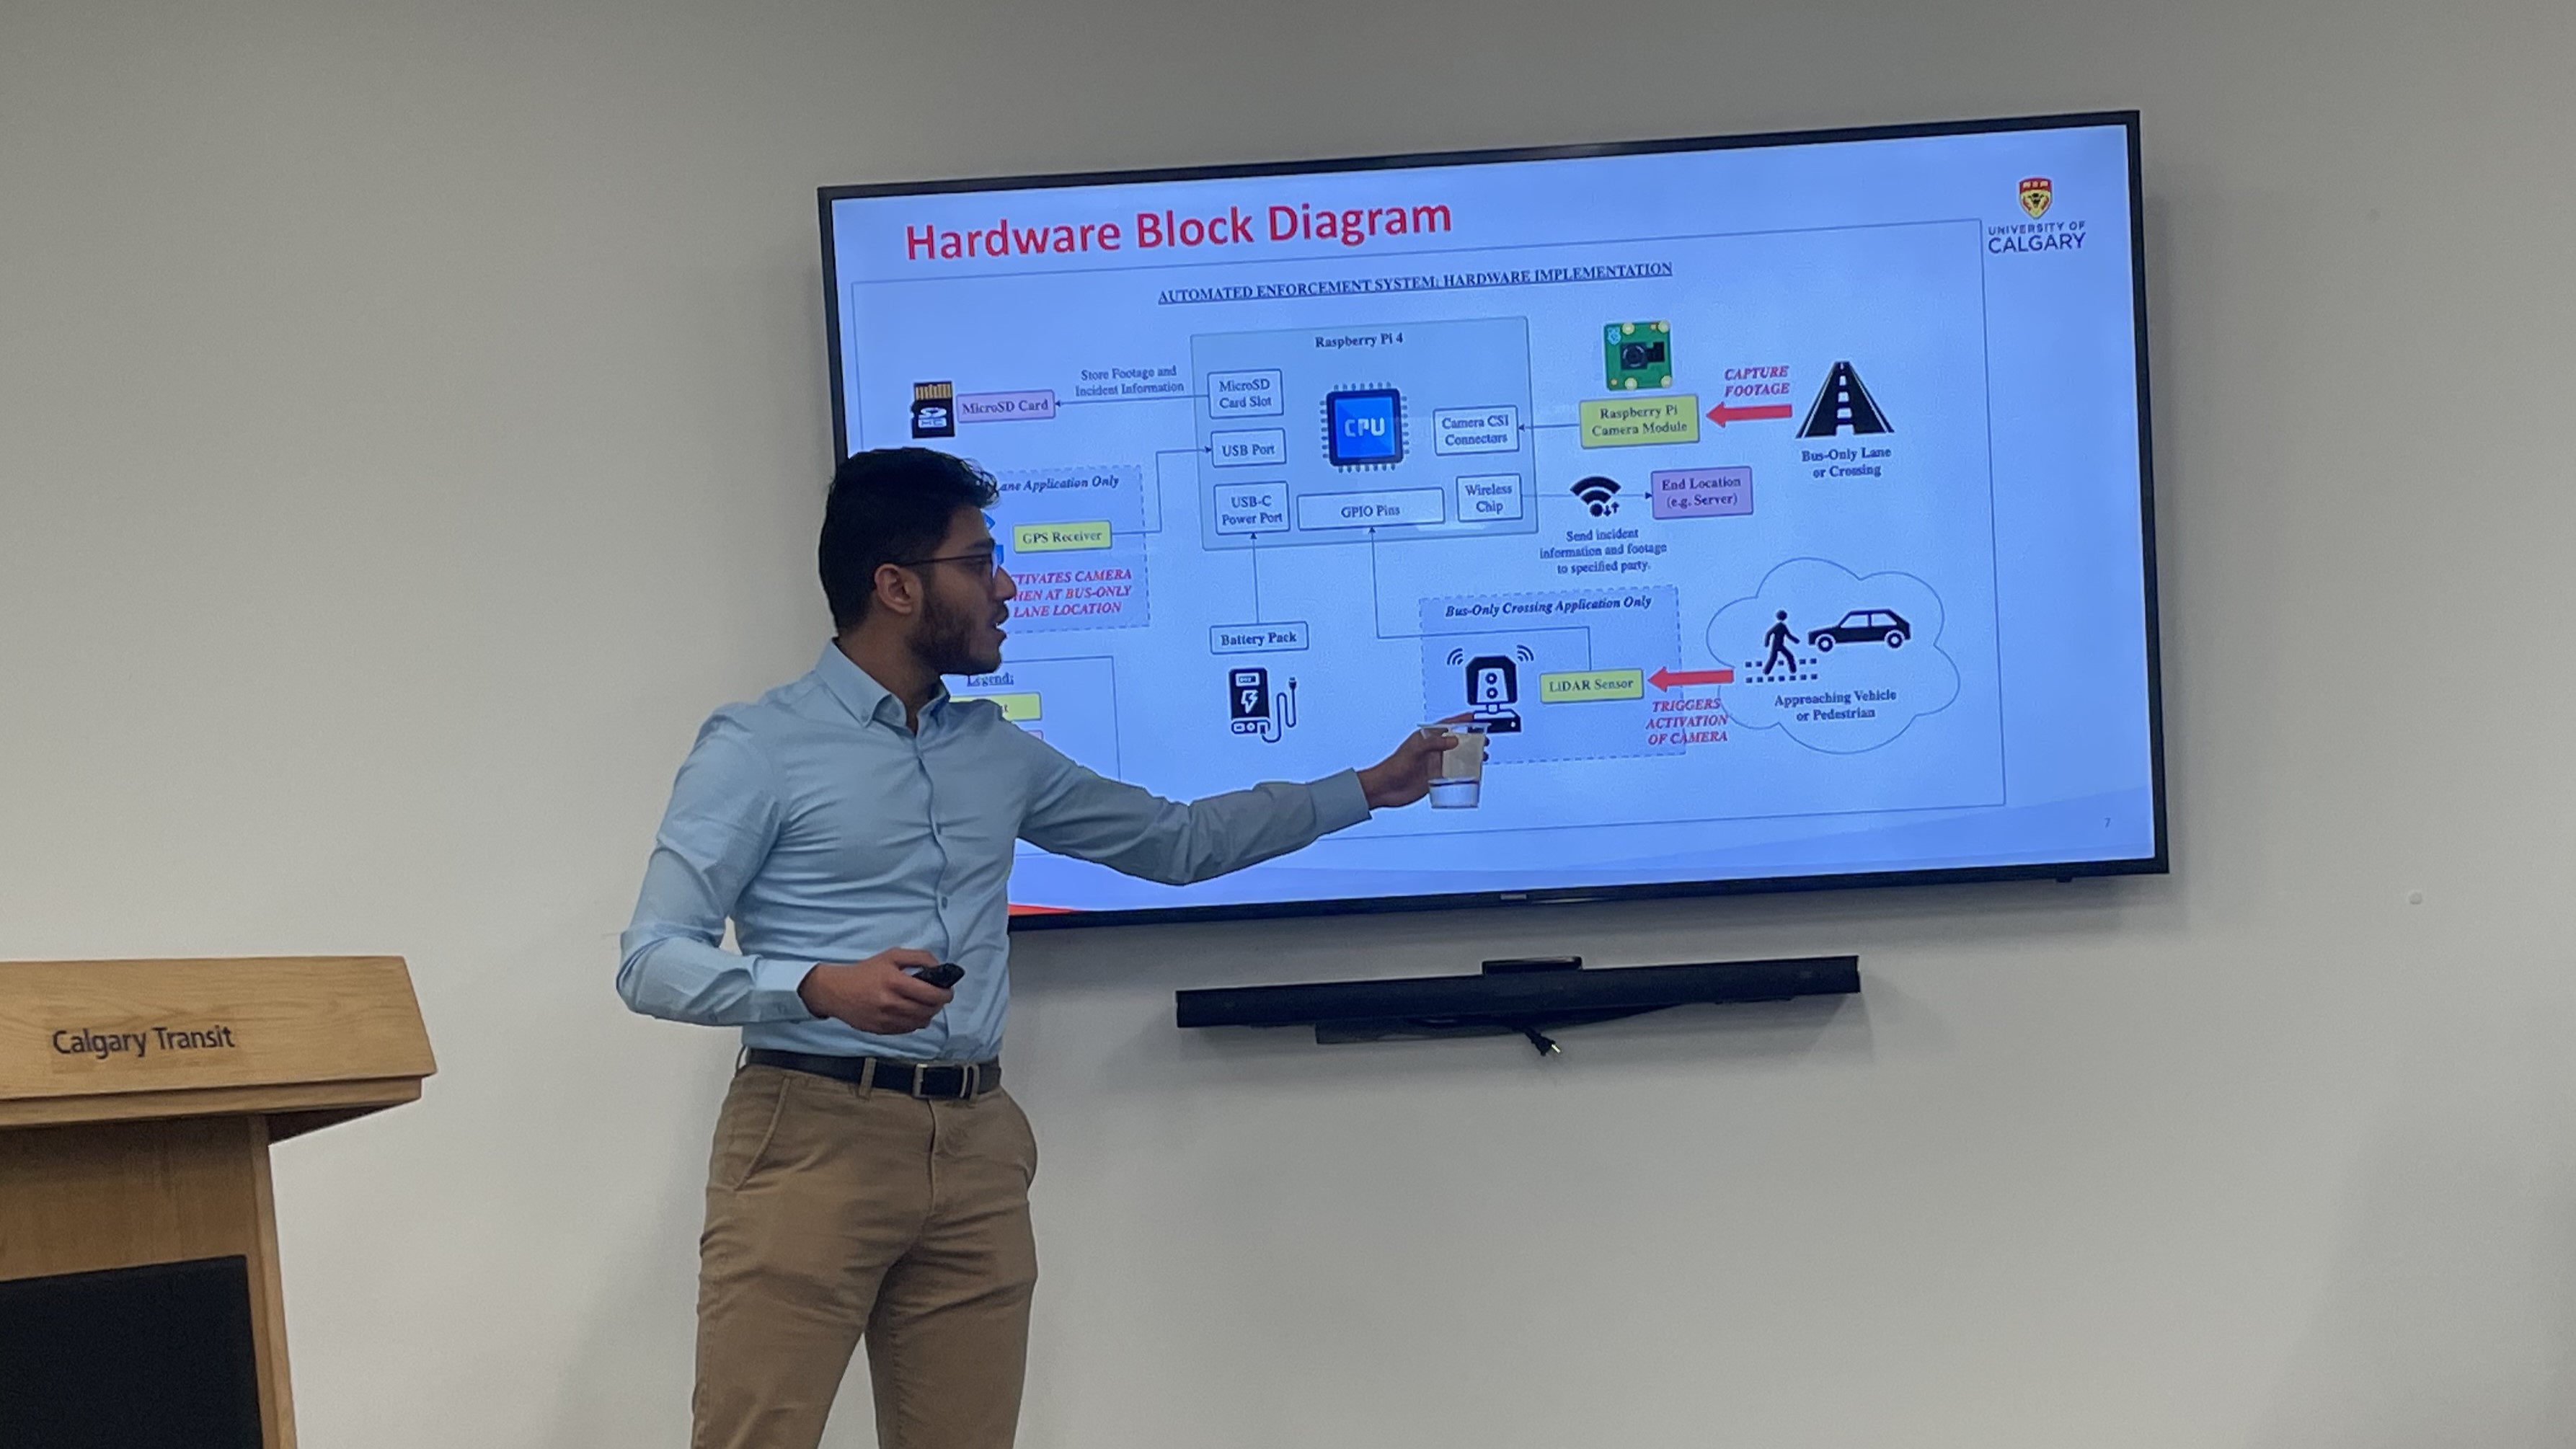 Hardware Block Diagram
UNIVERSITY OF
CALGARY
AUTOMATED ENFORCEMENT SYSTEM: HARDWARE IMPLEMENTATION
Raspberry Pi 4
Store Footage and
Incident Information
MicroSD Card
MicroSD
Card Slot
CPU
Camera CSI
Connectors
Raspberry Pi
Camera Module
CAPTURE
FOOTAGE
Bus-Only Lane
or Crossing
USB Port
USB-C
Power Port
GPIO Pins
Wireless
Chip
End Location
(e.g. Server)
Send incident
information and footage
to specified party.
Application Only
GPS Receiver
CAMERA
AT BUS-ONLY
LANE LOCATION
Battery Pack
Bus-Only Crossing Application Only
LiDAR Sensor
TRIGGERS
ACTIVATION
OF CAMERA
Approaching Vehicle
or Pedestrian
Legend:
7
Calgary Transit